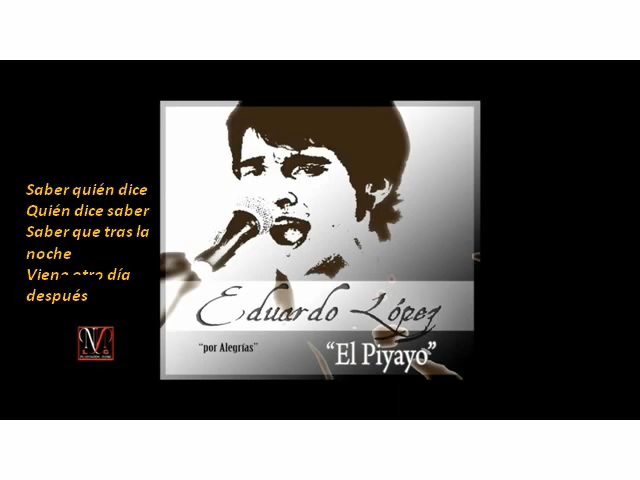 Saber quién dice
Quién dice saber
Saber que tras la
noche
Viene otro día
después
Eduardo López
"por Alegrías"
"El Piyayo"